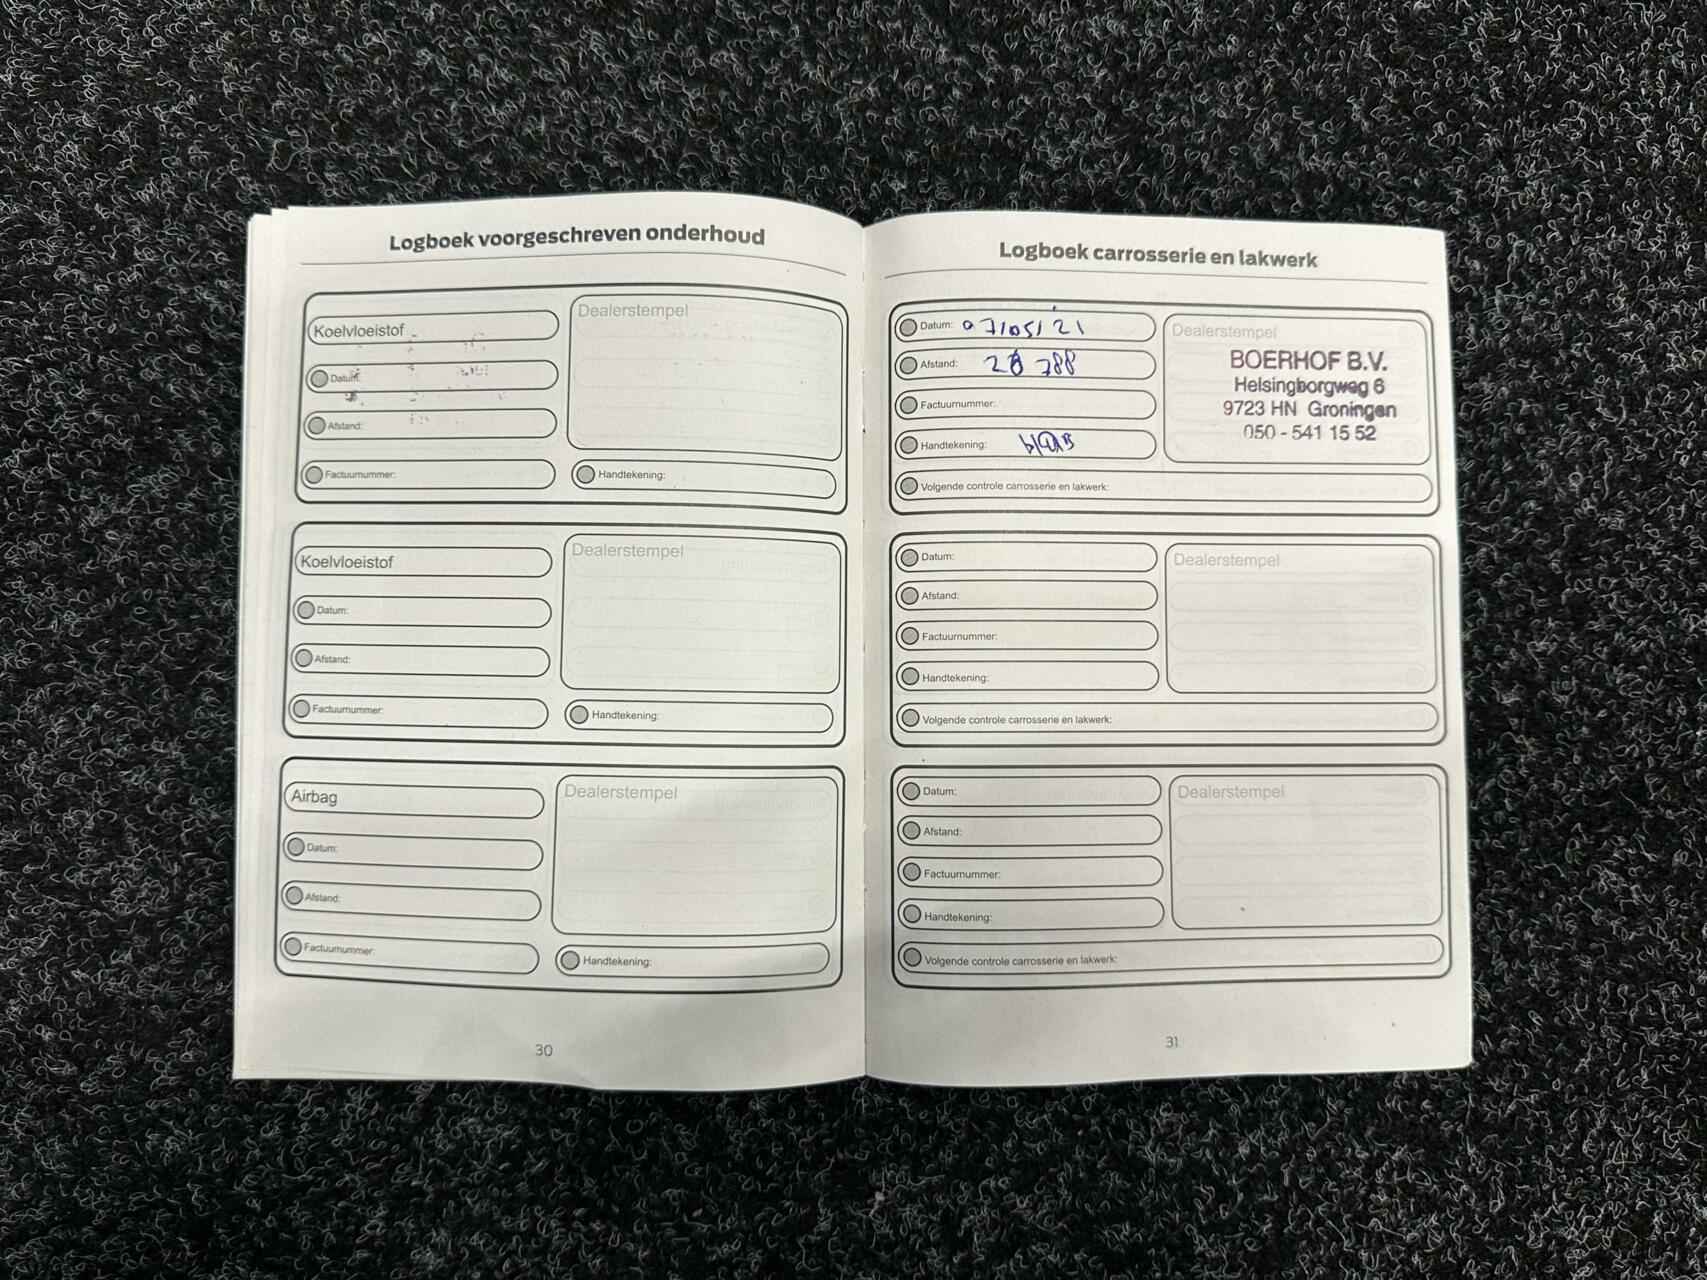 Logboek voorgeschreven onderhoud
Koelvloeistof
Datum:
Afstand:
Factuurnummer:
Dealerstempel
Handtekening:
Koelvloeistof
Datum:
Afstand:
Factuurnummer:
Dealerstempel
Handtekening:
Airbag
Datum:
Afstand:
Factuurnummer:
Dealerstempel
Handtekening:
30
Logboek carrosserie en lakwerk
Datum: 07/05/21
Afstand: 28 788
Factuurnummer:
Handtekening:
Volgende controle carrosserie en lakwerk:
Dealerstempel
BOERHOF B.V.
Helsingborgweg 6
9723 HN Groningen
050 - 541 15 52
Datum:
Afstand:
Factuurnummer:
Handtekening:
Volgende controle carrosserie en lakwerk:
Dealerstempel
Datum:
Afstand:
Factuurnummer:
Handtekening:
Volgende controle carrosserie en lakwerk:
Dealerstempel
31